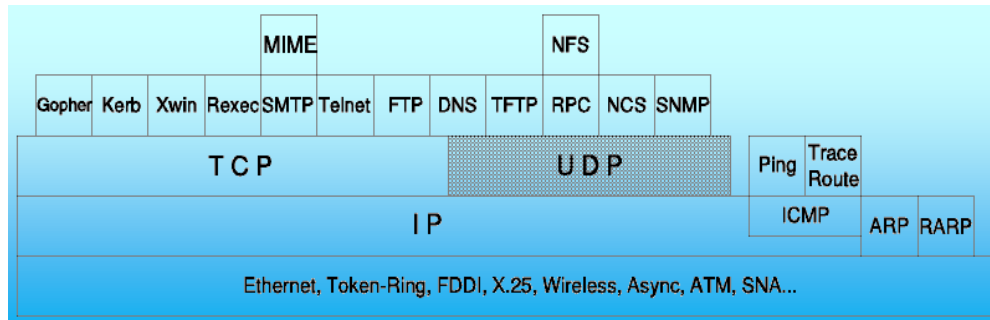 MIME NFS
Gopher Kerb Xwin Rexec SMTP Telnet FTP DNS TFTP RPC NCS SNMP
TCP UDP Ping Trace
Route
IP ICMP ARP RARP
Ethernet, Token-Ring, FDDI, X.25, Wireless, Async, ATM, SNA...